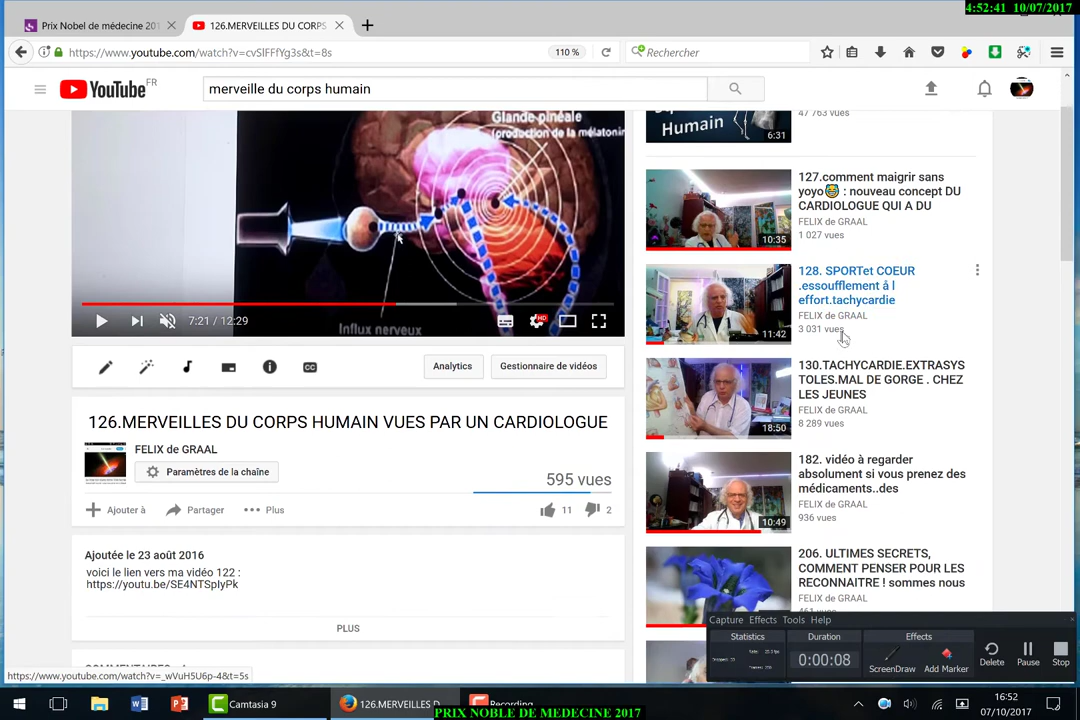 4:52:41 10/07/2017
Prix Nobel de médecine 201
126.MERVEILLES DU CORPS
https://www.youtube.com/watch?v=cvSlFFfYg3s&t=8s
110 %
Rechercher
YouTube FR
merveille du corps humain
Glande pinéale
(production de la mélatonin
Influx nerveux
7:21 / 12:29
HD
CC
Analytics
Gestionnaire de vidéos
126.MERVEILLES DU CORPS HUMAIN VUES PAR UN CARDIOLOGUE
FELIX de GRAAL
Paramètres de la chaîne
595 vues
Ajouter à
Partager
Plus
11
2
Ajoutée le 23 août 2016
voici le lien vers ma vidéo 122 :
https://youtu.be/SE4NTSpIyPk
PLUS
Humain
6:31
47 763 vues
127.comment maigrir sans
yoyo😂 : nouveau concept DU
CARDIOLOGUE QUI A DU
FELIX de GRAAL
1 027 vues
10:35
128. SPORTet COEUR
.essoufflement à l
effort.tachycardie
FELIX de GRAAL
3 031 vues
11:42
130.TACHYCARDIE.EXTRASYS
TOLES.MAL DE GORGE . CHEZ
LES JEUNES
FELIX de GRAAL
8 289 vues
18:50
182. vidéo à regarder
absolument si vous prenez des
médicaments..des
FELIX de GRAAL
936 vues
10:49
206. ULTIMES SECRETS,
COMMENT PENSER POUR LES
RECONNAITRE ! sommes nous
FELIX de GRAAL
461 vues
Capture Effects Tools Help
Statistics
Duration
0:00:08
Effects
ScreenDraw
Add Marker
Delete
Pause
Stop
https://www.youtube.com/watch?v=_wVuH5U6p-4&t=5s
Camtasia 9
126.MERVEILLES D
Recording...
PRIX NOBLE DE MEDECINE 2017
16:52
07/10/2017